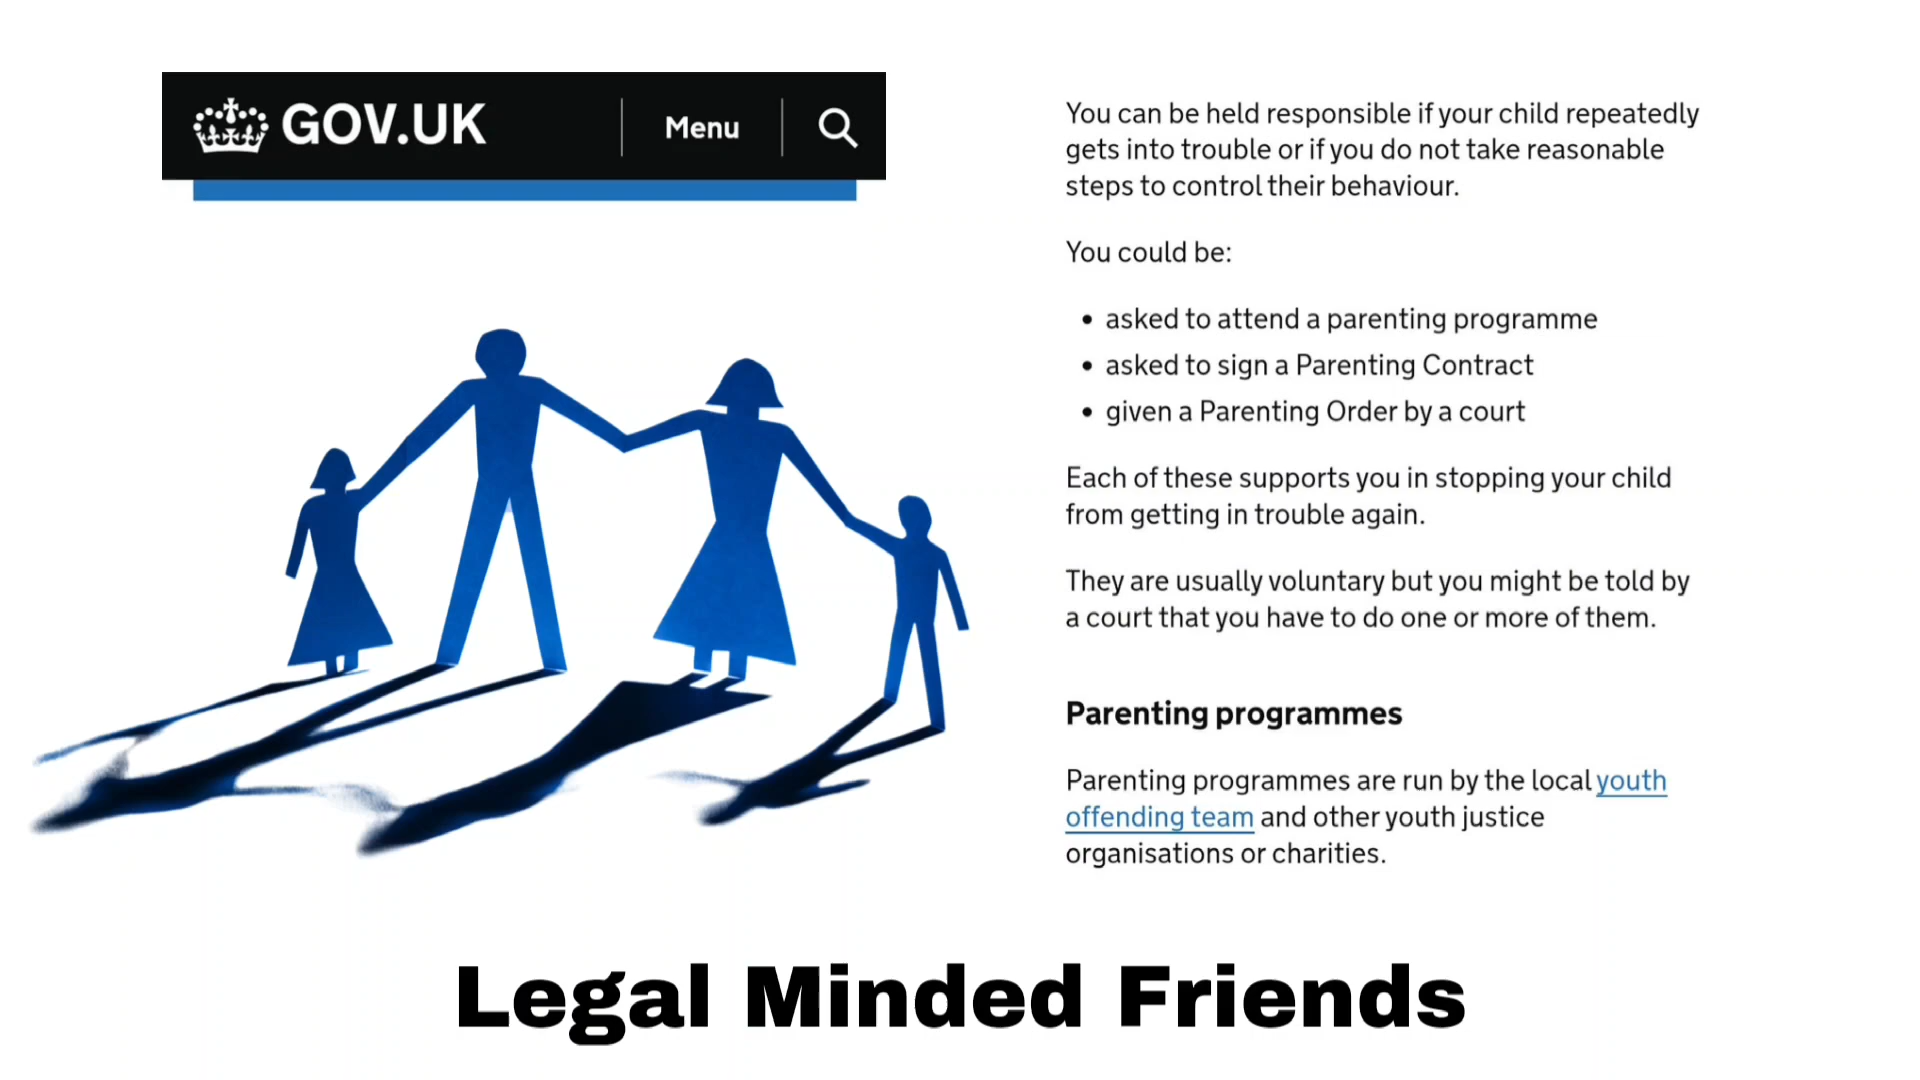 GOV.UK
Menu
You can be held responsible if your child repeatedly
gets into trouble or if you do not take reasonable
steps to control their behaviour.
You could be:
• asked to attend a parenting programme
• asked to sign a Parenting Contract
• given a Parenting Order by a court
Each of these supports you in stopping your child
from getting in trouble again.
They are usually voluntary but you might be told by
a court that you have to do one or more of them.
Parenting programmes
Parenting programmes are run by the local youth
offending team and other youth justice
organisations or charities.
Legal Minded Friends